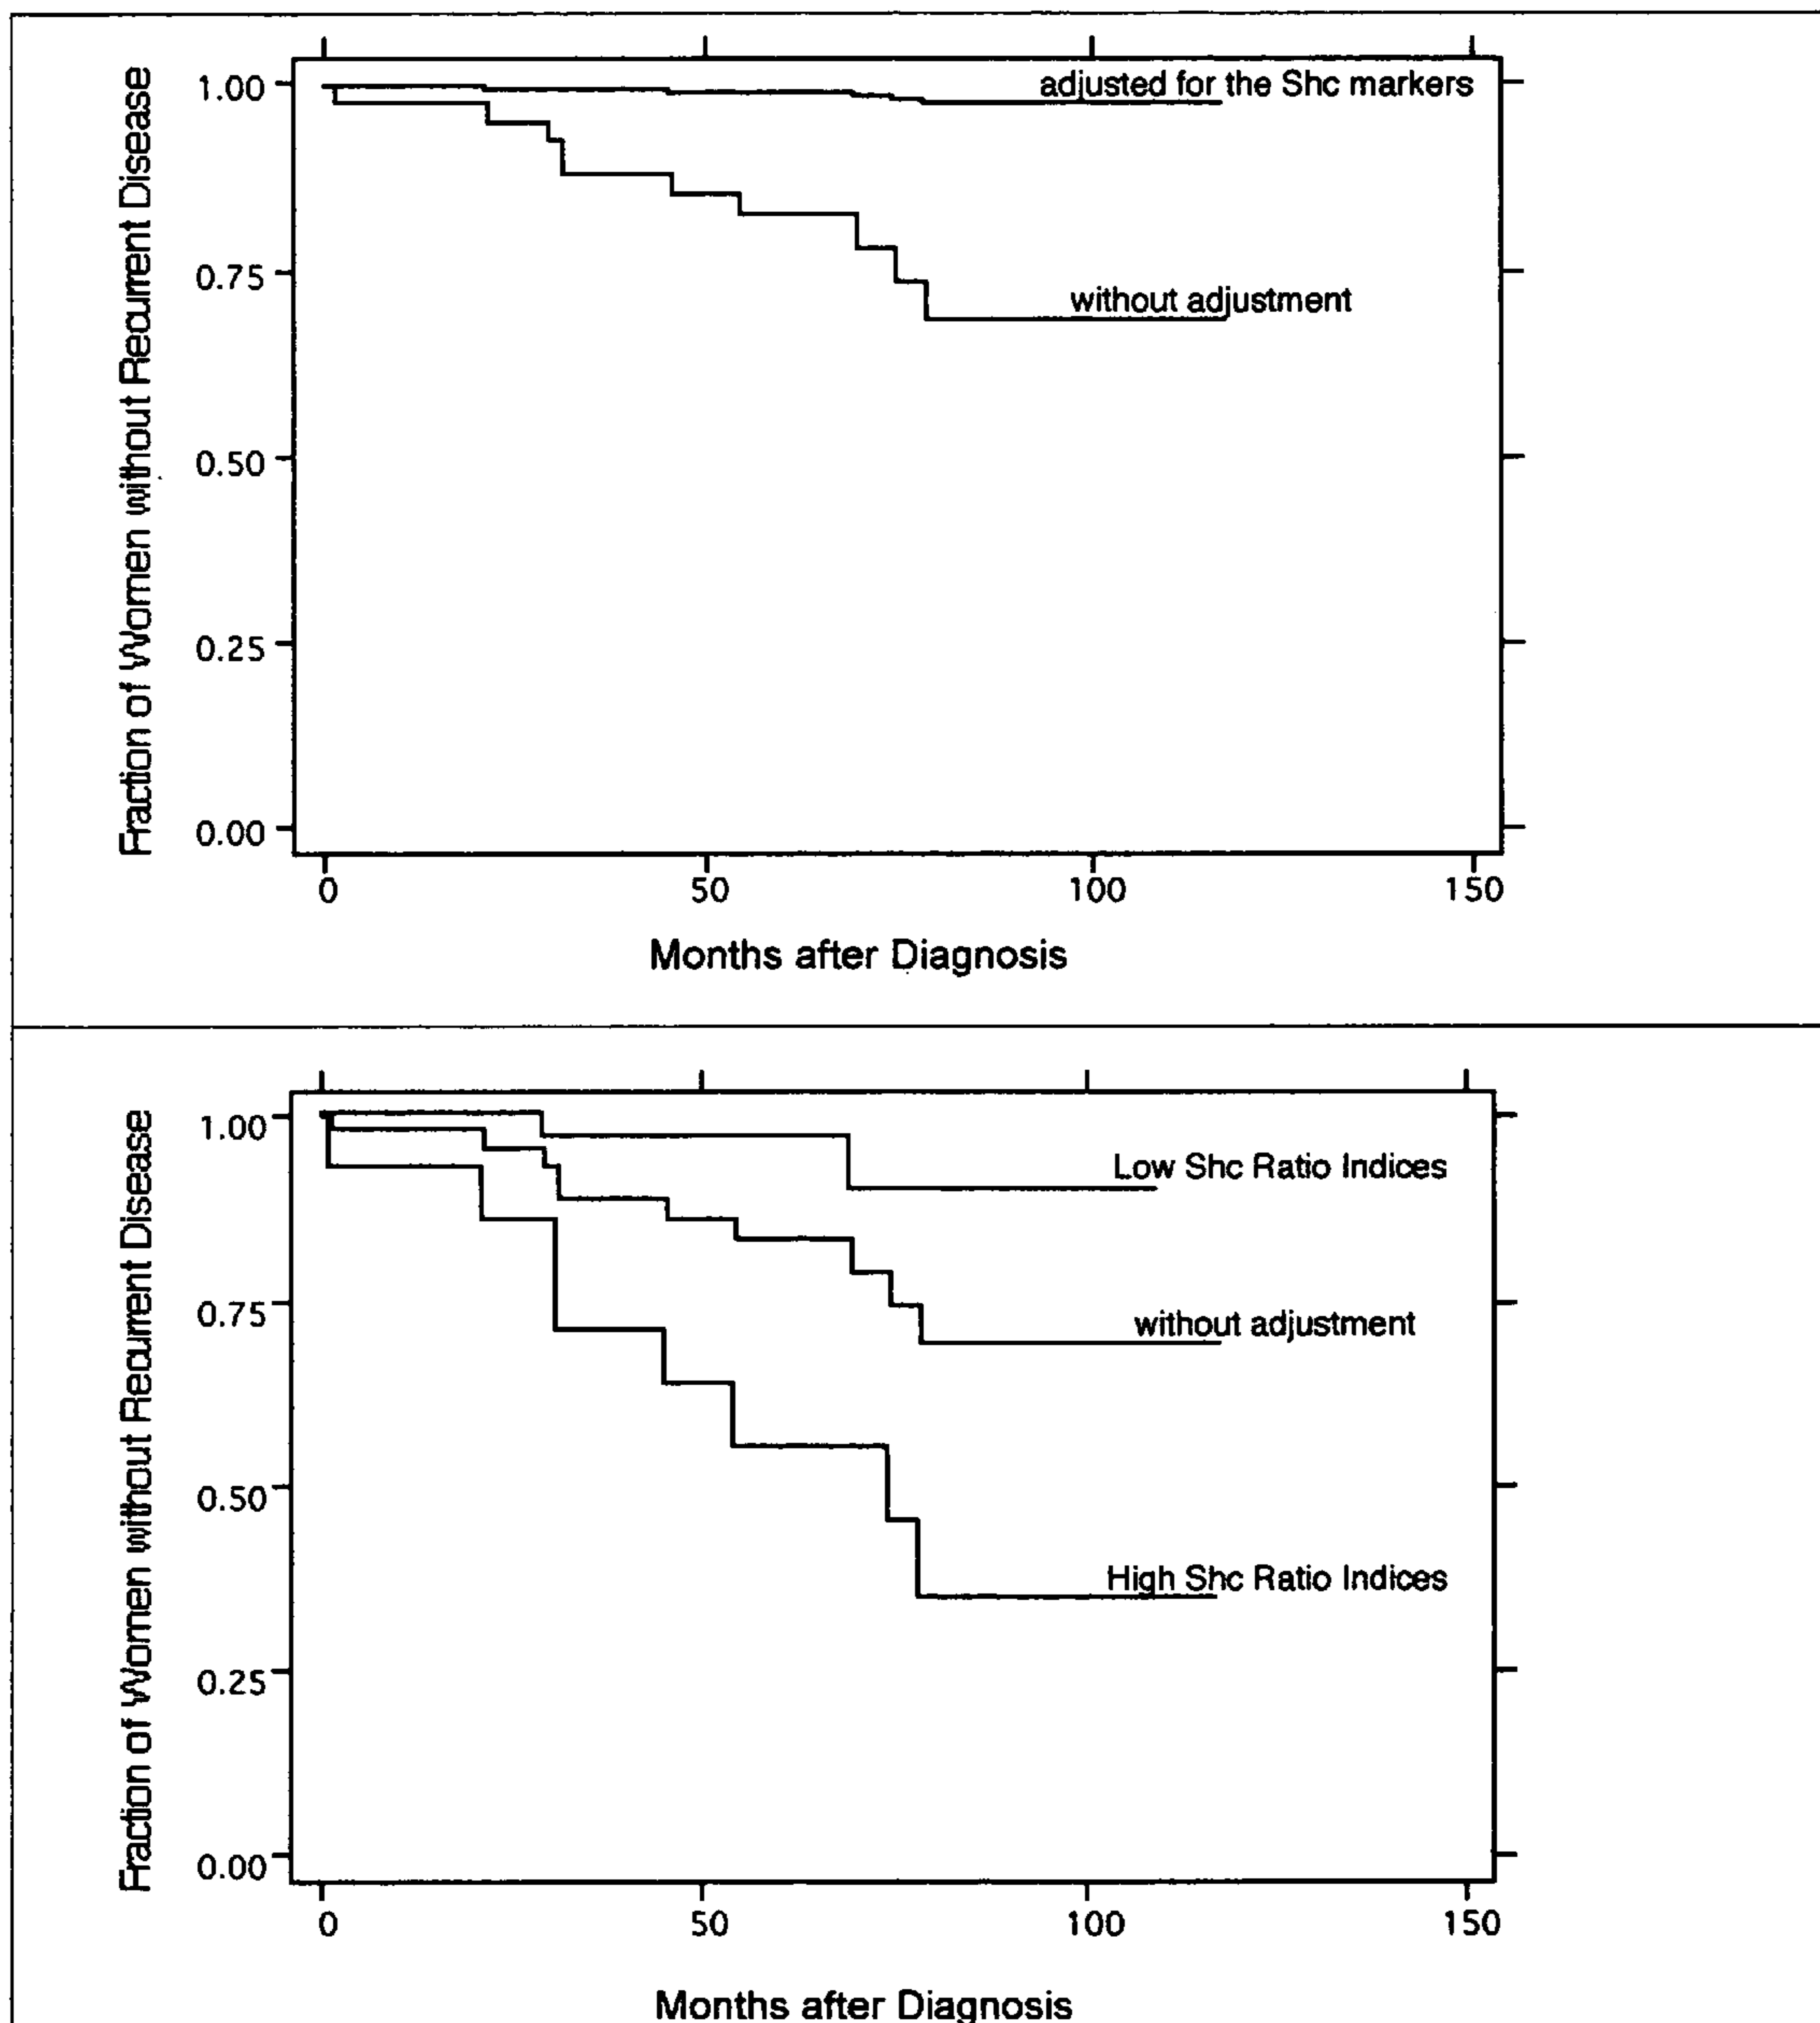 Fraction of Women without Recurrent Disease
1.00
0.75
0.50
0.25
0.00
adjusted for the Shc markers
without adjustment
0 50 100 150
Months after Diagnosis
Fraction of Women without Recurrent Disease
1.00
0.75
0.50
0.25
0.00
Low Shc Ratio Indices
without adjustment
High Shc Ratio Indices
0 50 100 150
Months after Diagnosis